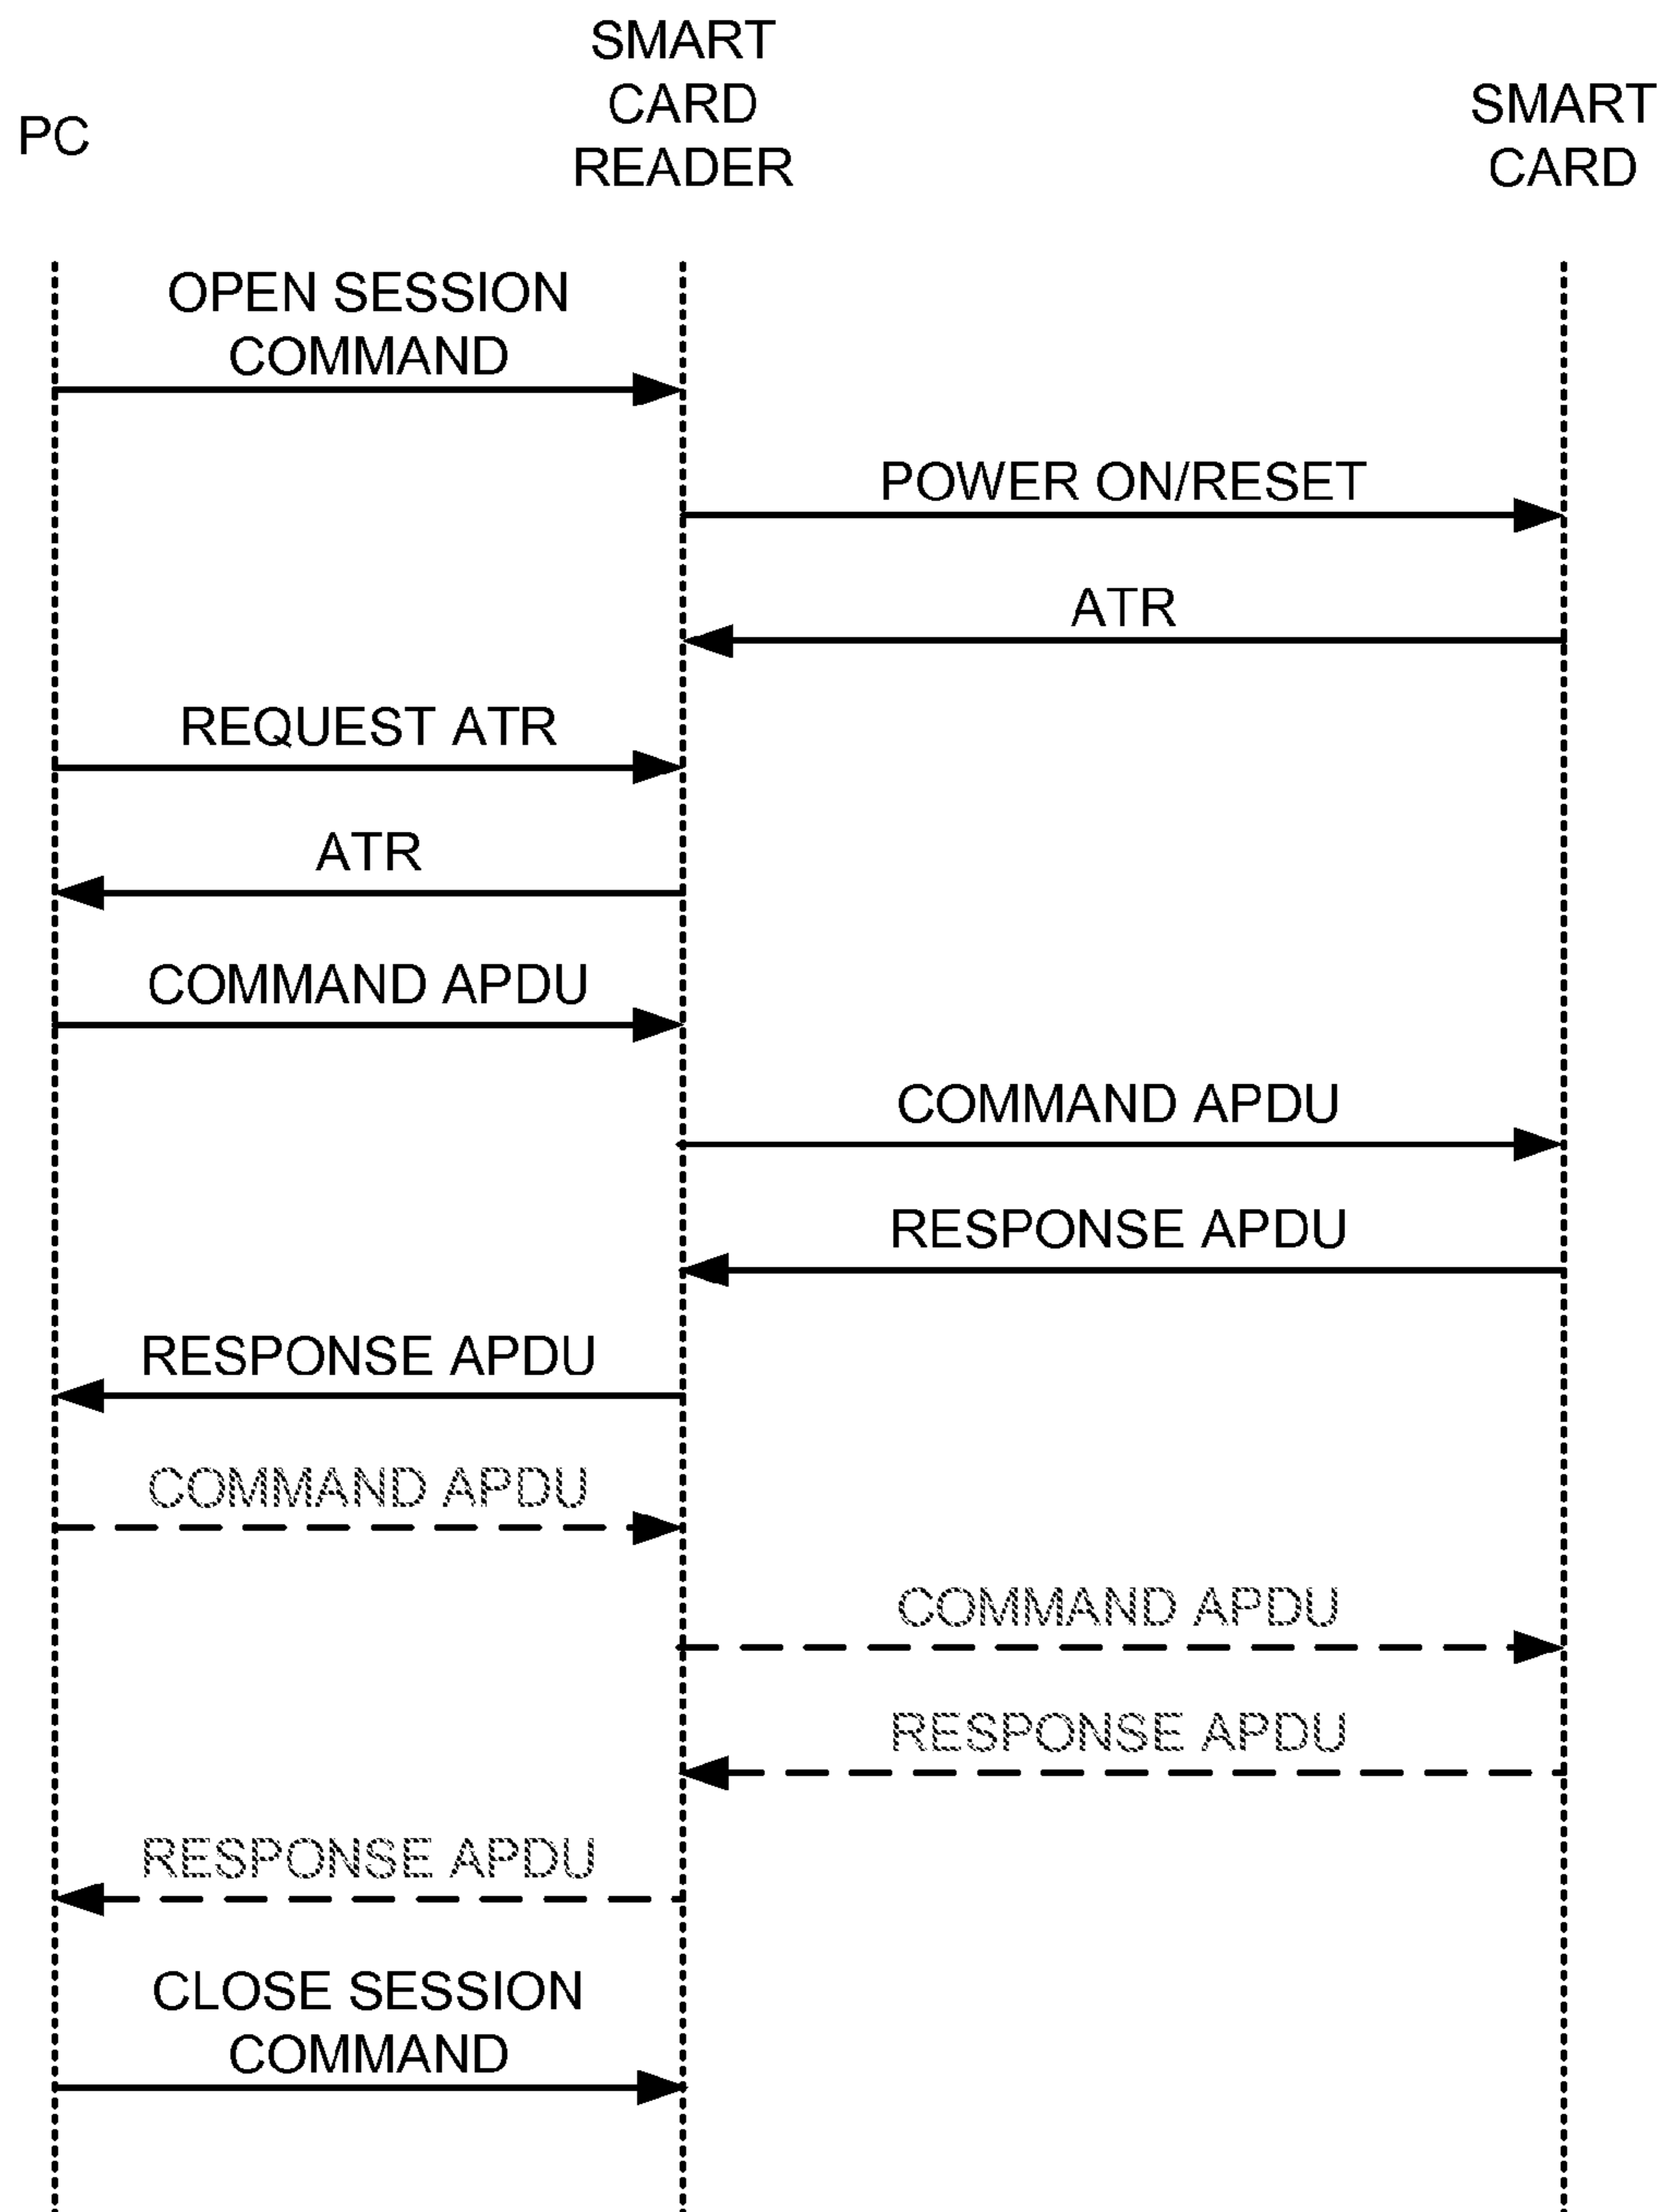 PC
SMART
CARD
READER
SMART
CARD
OPEN SESSION
COMMAND
POWER ON/RESET
ATR
REQUEST ATR
ATR
COMMAND APDU
COMMAND APDU
RESPONSE APDU
RESPONSE APDU
COMMAND APDU
COMMAND APDU
RESPONSE APDU
RESPONSE APDU
CLOSE SESSION
COMMAND